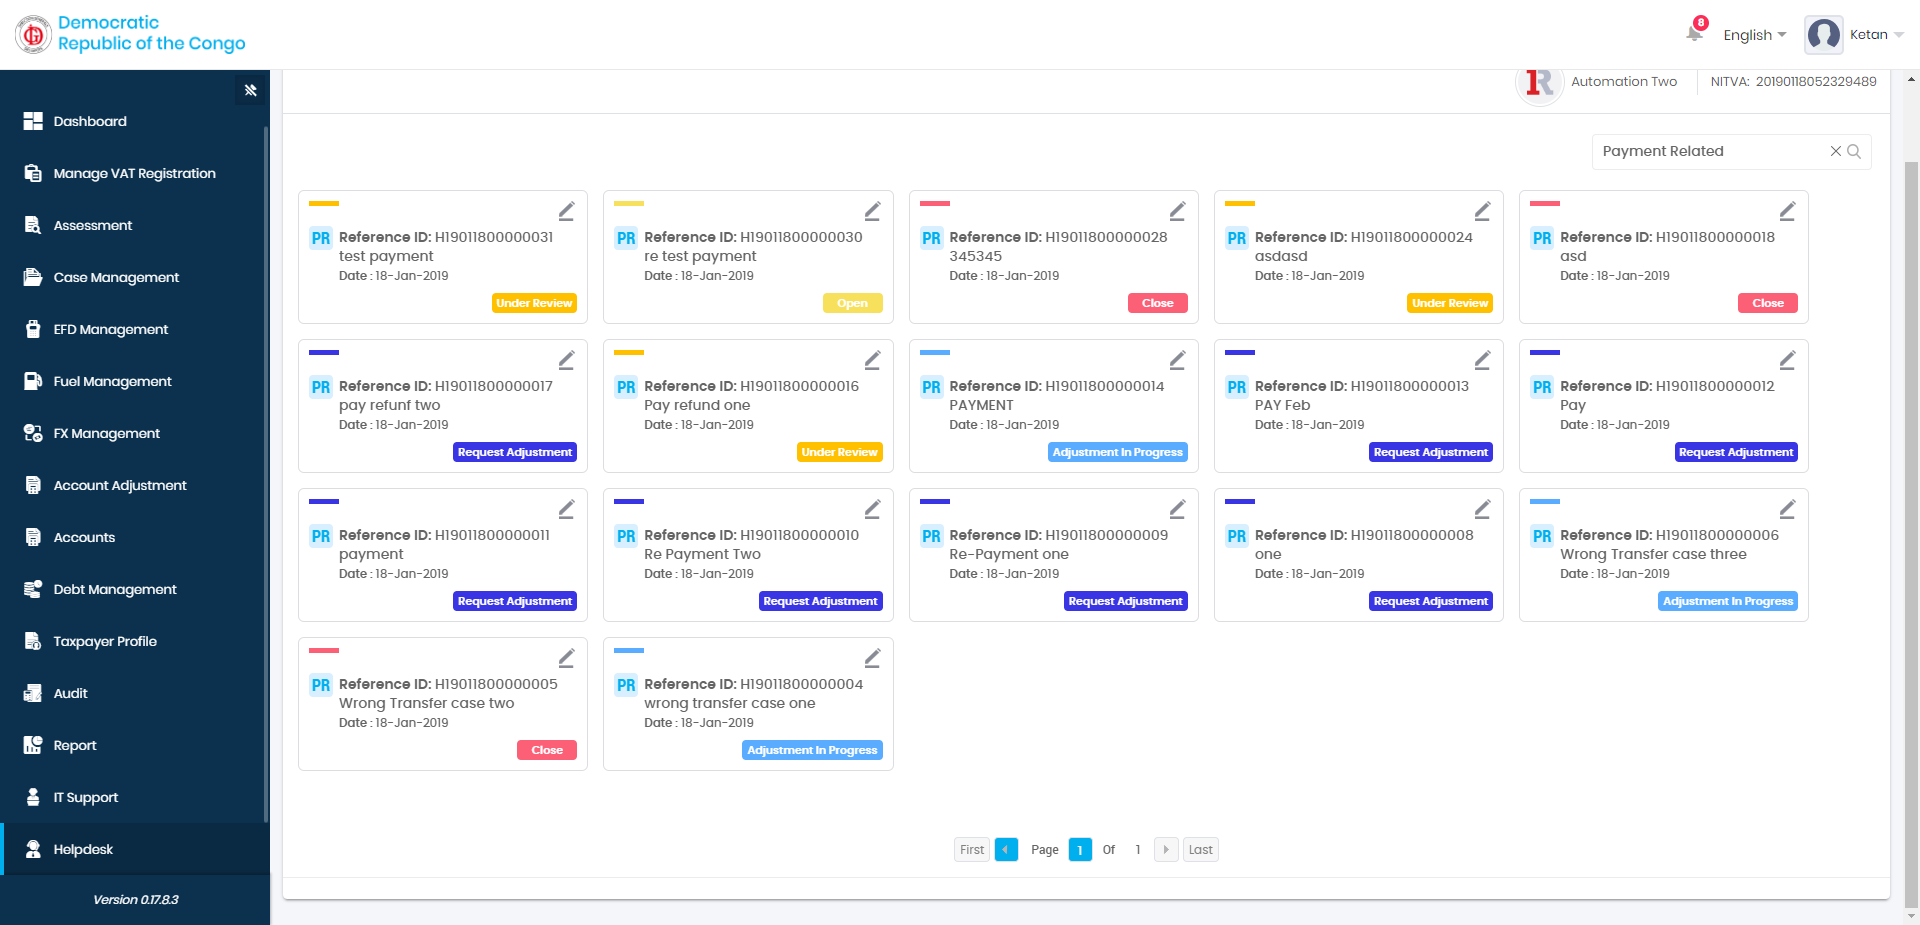 Democratic
Republic of the Congo
8
English
Ketan
Dashboard
Manage VAT Registration
Assessment
Case Management
EFD Management
Fuel Management
FX Management
Account Adjustment
Accounts
Debt Management
Taxpayer Profile
Audit
Report
IT Support
Helpdesk
Version 0.17.8.3
Automation Two
NITVA: 20190118052329489
Payment Related
PR Reference ID: H19011800000031
test payment
Date : 18-Jan-2019
Under Review
PR Reference ID: H19011800000030
re test payment
Date : 18-Jan-2019
Open
PR Reference ID: H19011800000028
345345
Date : 18-Jan-2019
Close
PR Reference ID: H19011800000024
asdasd
Date : 18-Jan-2019
Under Review
PR Reference ID: H19011800000018
asd
Date : 18-Jan-2019
Close
PR Reference ID: H19011800000017
pay refunf two
Date : 18-Jan-2019
Request Adjustment
PR Reference ID: H19011800000016
Pay refund one
Date : 18-Jan-2019
Under Review
PR Reference ID: H19011800000014
PAYMENT
Date : 18-Jan-2019
Adjustment In Progress
PR Reference ID: H19011800000013
PAY Feb
Date : 18-Jan-2019
Request Adjustment
PR Reference ID: H19011800000012
Pay
Date : 18-Jan-2019
Request Adjustment
PR Reference ID: H19011800000011
payment
Date : 18-Jan-2019
Request Adjustment
PR Reference ID: H19011800000010
Re Payment Two
Date : 18-Jan-2019
Request Adjustment
PR Reference ID: H19011800000009
Re-Payment one
Date : 18-Jan-2019
Request Adjustment
PR Reference ID: H19011800000008
one
Date : 18-Jan-2019
Request Adjustment
PR Reference ID: H19011800000006
Wrong Transfer case three
Date : 18-Jan-2019
Adjustment In Progress
PR Reference ID: H19011800000005
Wrong Transfer case two
Date : 18-Jan-2019
Close
PR Reference ID: H19011800000004
wrong transfer case one
Date : 18-Jan-2019
Adjustment In Progress
First Page 1 Of 1 Last